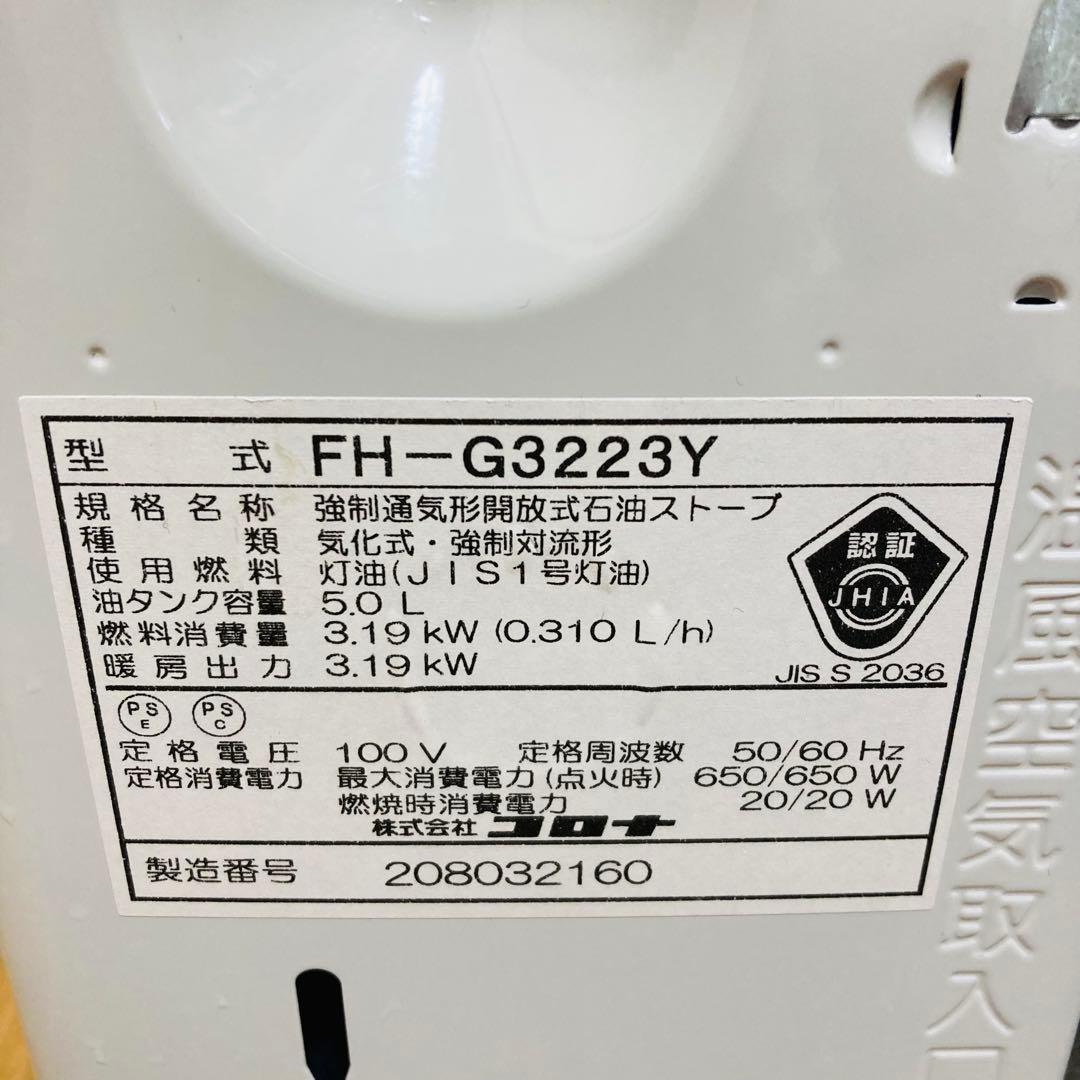 型式 FH-G3223Y
規格名称 強制通気形開放式石油ストーブ
種類 気化式・強制対流形
使用燃料 灯油(JIS1号灯油)
油タンク容量 5.0 L
燃料消費量 3.19 kW (0.310 L/h)
暖房出力 3.19 kW
認証
JHIA
JIS S 2036
PS E PS C
定格電圧 100 V 定格周波数 50/60 Hz
定格消費電力 最大消費電力(点火時) 650/650 W
燃焼時消費電力 20/20 W
株式会社 コロナ
製造番号 208032160
温風空気取入口